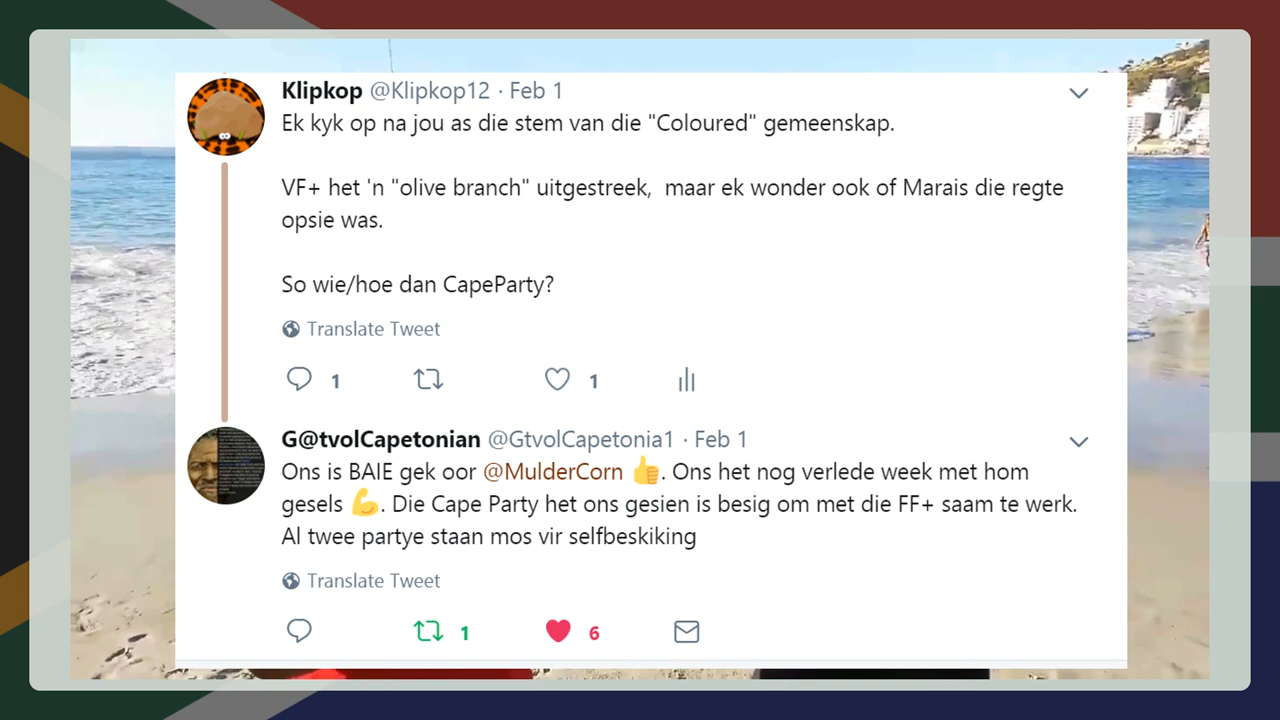 Klipkop @Klipkop12 · Feb 1
Ek kyk op na jou as die stem van die "Coloured" gemeenskap.
VF+ het 'n "olive branch" uitgestreek, maar ek wonder ook of Marais die regte
opsie was.
So wie/hoe dan CapeParty?
Translate Tweet
1 1
G@tvolCapetonian @GtvolCapetonia1 · Feb 1
Ons is BAIE gek oor @MulderCorn 👍. Ons het nog verlede week met hom
gesels 💪. Die Cape Party het ons gesien is besig om met die FF+ saam te werk.
Al twee partye staan mos vir selfbeskiking
Translate Tweet
1 6